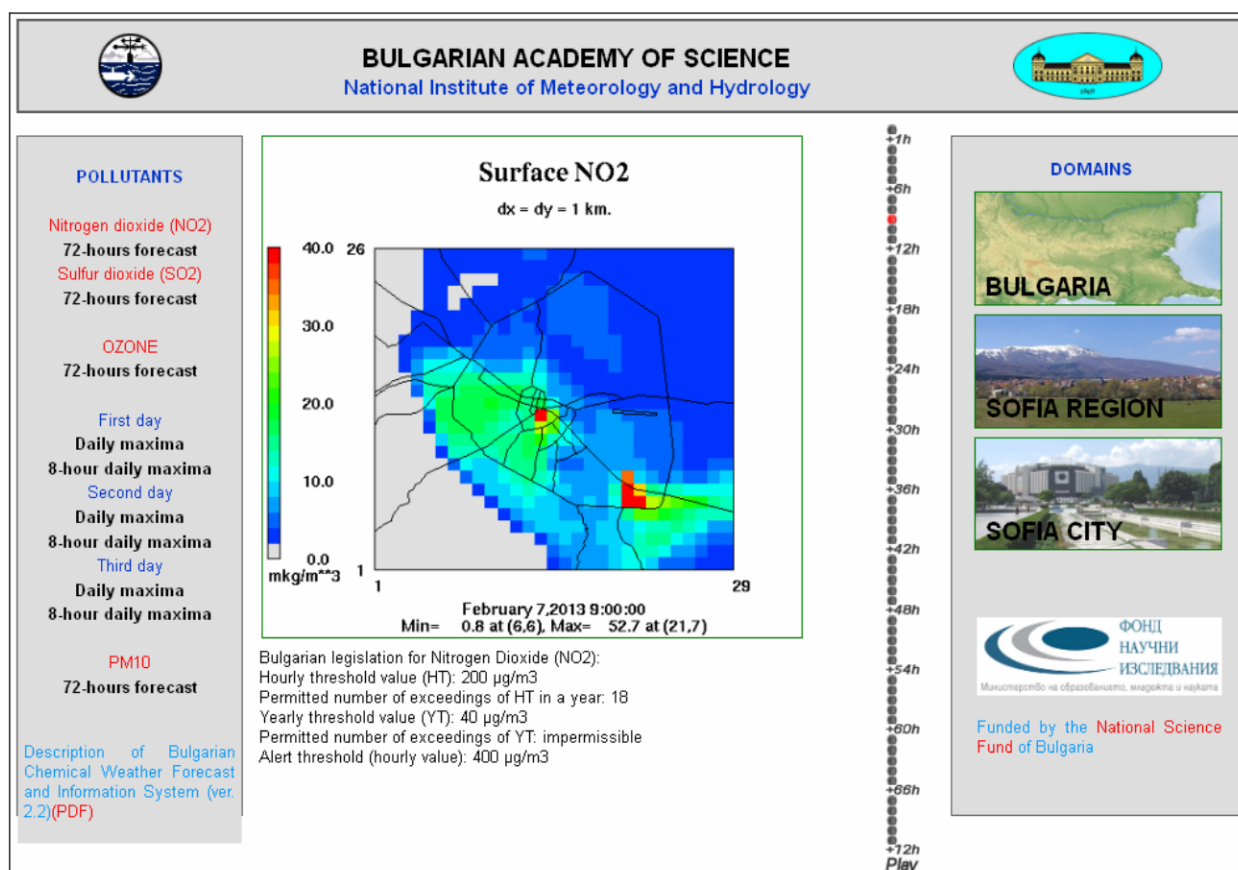 BULGARIAN ACADEMY OF SCIENCE
National Institute of Meteorology and Hydrology
1869
POLLUTANTS
Nitrogen dioxide (NO2)
72-hours forecast
Sulfur dioxide (SO2)
72-hours forecast
OZONE
72-hours forecast
First day
Daily maxima
8-hour daily maxima
Second day
Daily maxima
8-hour daily maxima
Third day
Daily maxima
8-hour daily maxima
PM10
72-hours forecast
Description of Bulgarian
Chemical Weather Forecast
and Information System (ver.
2.2)(PDF)
Surface NO2
dx = dy = 1 km.
40.0
30.0
20.0
10.0
0.0
mkg/m**3
26
1
1
29
February 7,2013 9:00:00
Min= 0.8 at (6,6), Max= 52.7 at (21,7)
Bulgarian legislation for Nitrogen Dioxide (NO2):
Hourly threshold value (HT): 200 µg/m3
Permitted number of exceedings of HT in a year: 18
Yearly threshold value (YT): 40 µg/m3
Permitted number of exceedings of YT: impermissible
Alert threshold (hourly value): 400 µg/m3
+1h
+6h
+12h
+18h
+24h
+30h
+36h
+42h
+48h
+54h
+60h
+66h
+12h
Play
DOMAINS
BULGARIA
SOFIA REGION
SOFIA CITY
ФОНД
НАУЧНИ
ИЗСЛЕДВАНИЯ
Министерство на образованието, младежта и науката
Funded by the National Science
Fund of Bulgaria